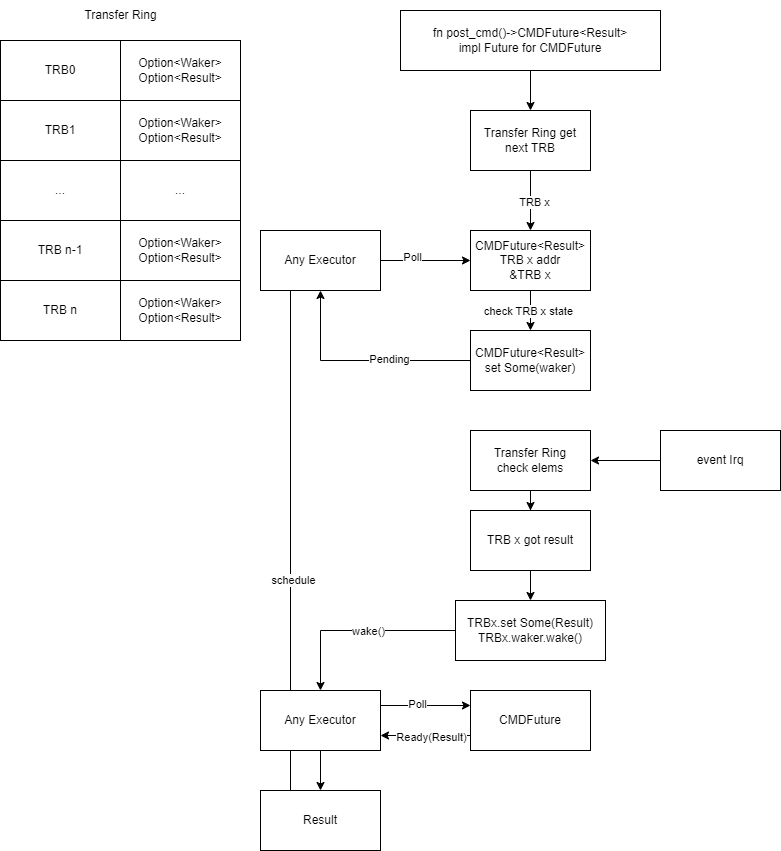 Transfer Ring
TRB0
Option<Waker>
Option<Result>
TRB1
Option<Waker>
Option<Result>
...
...
TRB n-1
Option<Waker>
Option<Result>
TRB n
Option<Waker>
Option<Result>
fn post_cmd()->CMDFuture<Result>
impl Future for CMDFuture
Transfer Ring get
next TRB
TRB x
Any Executor
Poll
CMDFuture<Result>
TRB x addr
&TRB x
check TRB x state
Pending
CMDFuture<Result>
set Some(waker)
Transfer Ring
check elems
event Irq
TRB x got result
schedule
TRBx.set Some(Result)
TRBx.waker.wake()
wake()
Any Executor
Poll
Ready(Result)
CMDFuture
Result